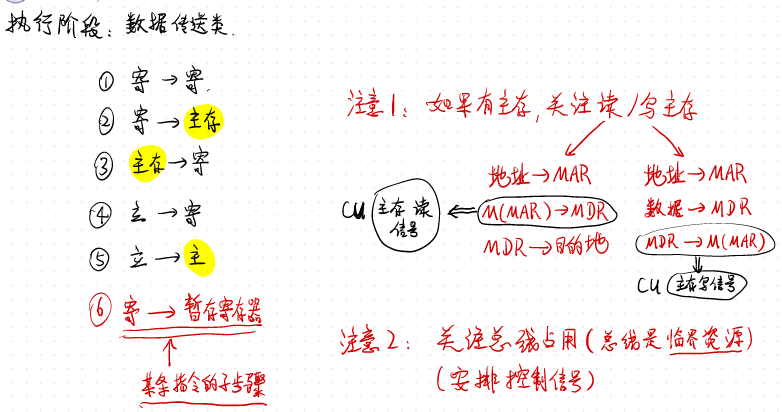 执行阶段：数据传送类.
① 寄 → 寄.
② 寄 → 主存
③ 主存 → 寄
④ 立 → 寄
⑤ 立 → 主
⑥ 寄 → 暂存寄存器
某条指令的子步骤
注意1：如果有主存,关注读/写主存
地址→MAR
M(MAR)→MDR
MDR→目的地
CU 主存读
信号
地址→MAR
数据→MDR
MDR→M(MAR)
CU 主存写信号
注意2：关注总线占用(总线是临界资源)
(安排控制信号)